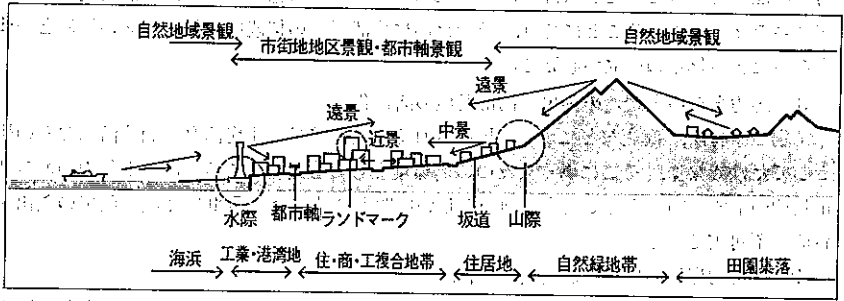 自然地域景観
市街地地区景観・都市軸景観
自然地域景観
遠景
遠景
近景
中景
水際
都市軸
ランドマーク
坂道
山際
海浜
工業・港湾地
住・商・工複合地帯
住居地
自然緑地帯
田園集落